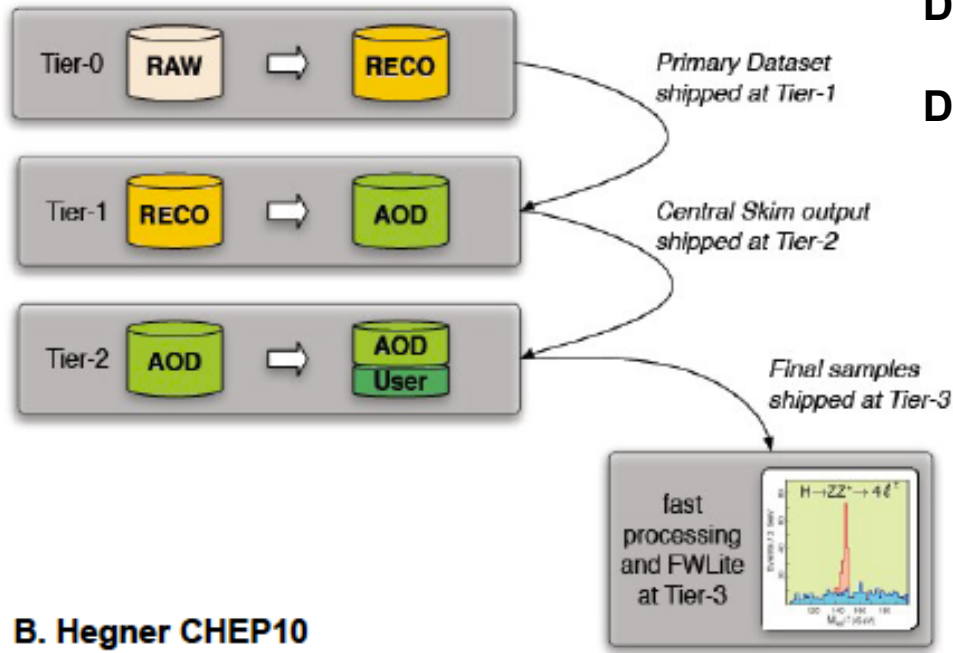 D
Tier-0
RAW
RECO
Primary Dataset
shipped at Tier-1
D
Tier-1
RECO
AOD
Central Skim output
shipped at Tier-2
Tier-2
AOD
AOD
User
Final samples
shipped at Tier-3
fast
processing
and FWLite
at Tier-3
H→ZZ*→4ℓ
B. Hegner CHEP10